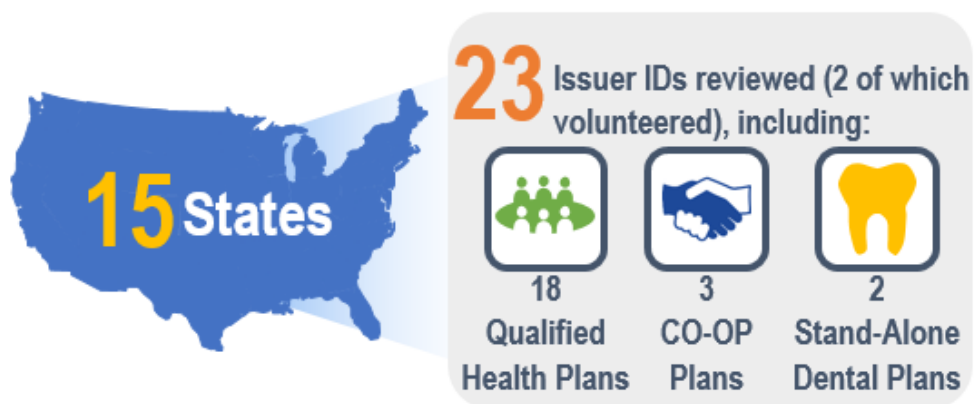 15 States
23 Issuer IDs reviewed (2 of which
volunteered), including:
18
Qualified
Health Plans
3
CO-OP
Plans
2
Stand-Alone
Dental Plans